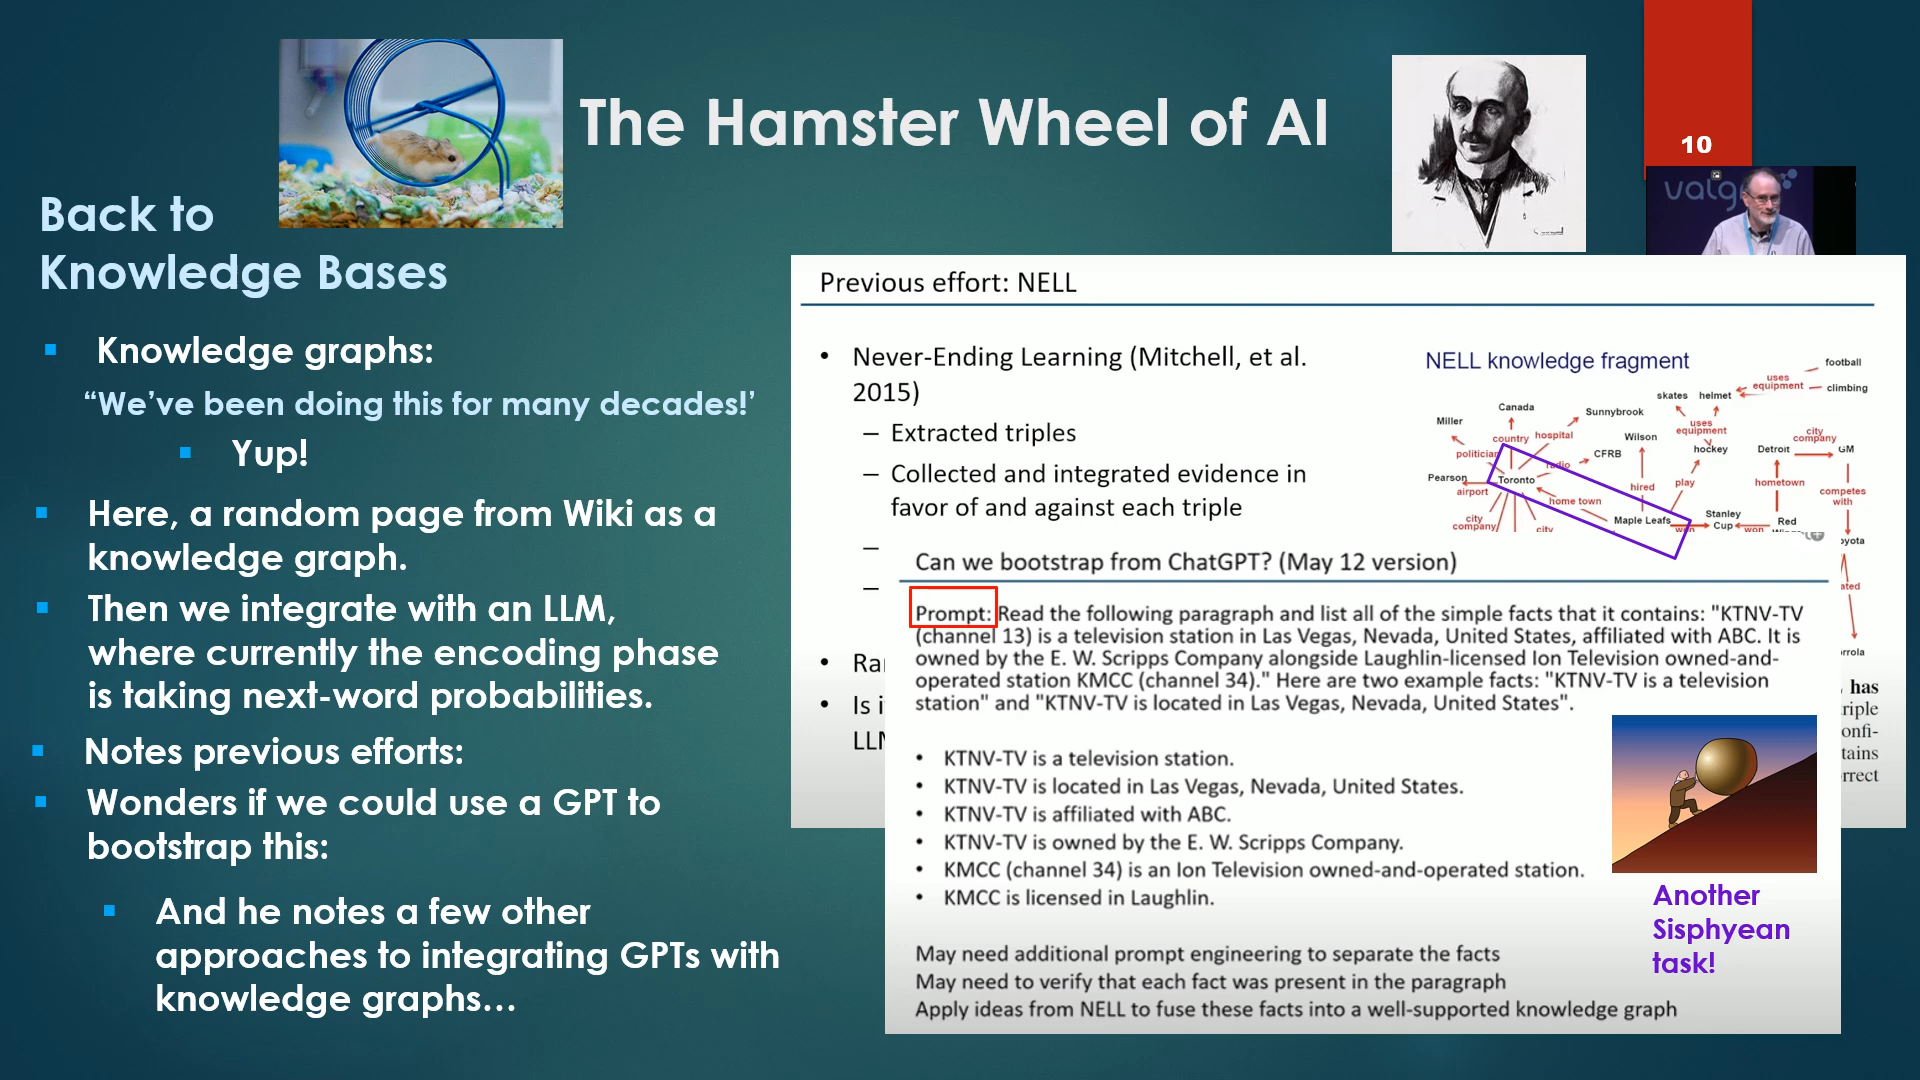 The Hamster Wheel of AI
10
Back to
Knowledge Bases
Knowledge graphs:
“We’ve been doing this for many decades!’
Yup!
Here, a random page from Wiki as a
knowledge graph.
Then we integrate with an LLM,
where currently the encoding phase
is taking next-word probabilities.
Notes previous efforts:
Wonders if we could use a GPT to
bootstrap this:
And he notes a few other
approaches to integrating GPTs with
knowledge graphs…
Previous effort: NELL
• Never-Ending Learning (Mitchell, et al.
2015)
– Extracted triples
– Collected and integrated evidence in
favor of and against each triple
–
–
NELL knowledge fragment
football
uses
equipment
climbing
skates helmet
Canada
Sunnybrook
Miller
uses
equipment
country hospital
Wilson
city
company
politician
CFRB
hockey
Detroit
GM
radio
Pearson
Toronto
airport
hired
play
hometown
competes
with
home town
city
company
city
Maple Leafs
won
Stanley
Cup
won
Red
oyota
ated
rrola
has
riple
onfi-
tains
rrect
Can we bootstrap from ChatGPT? (May 12 version)
Prompt: Read the following paragraph and list all of the simple facts that it contains: "KTNV-TV
(channel 13) is a television station in Las Vegas, Nevada, United States, affiliated with ABC. It is
owned by the E. W. Scripps Company alongside Laughlin-licensed Ion Television owned-and-
operated station KMCC (channel 34)." Here are two example facts: "KTNV-TV is a television
station" and "KTNV-TV is located in Las Vegas, Nevada, United States".
• KTNV-TV is a television station.
• KTNV-TV is located in Las Vegas, Nevada, United States.
• KTNV-TV is affiliated with ABC.
• KTNV-TV is owned by the E. W. Scripps Company.
• KMCC (channel 34) is an Ion Television owned-and-operated station.
• KMCC is licensed in Laughlin.
May need additional prompt engineering to separate the facts
May need to verify that each fact was present in the paragraph
Apply ideas from NELL to fuse these facts into a well-supported knowledge graph
Another
Sisphyean
task!